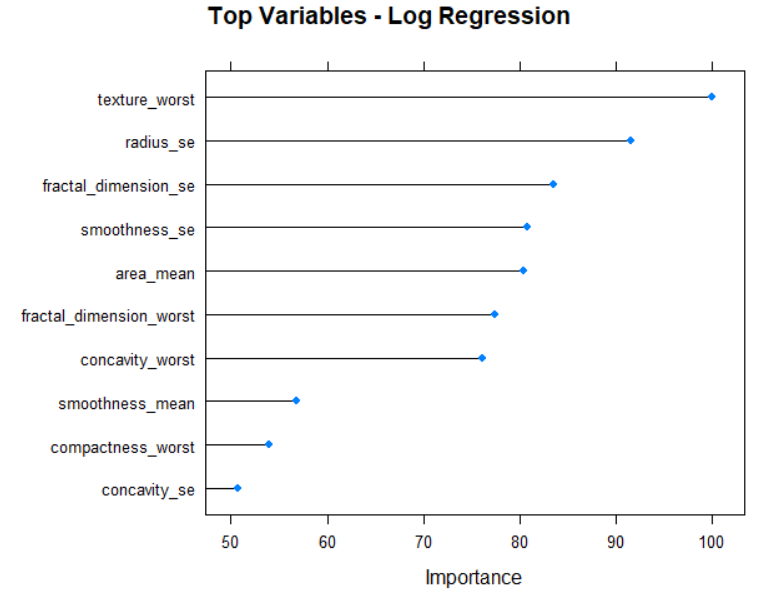 Top Variables - Log Regression
texture_worst
radius_se
fractal_dimension_se
smoothness_se
area_mean
fractal_dimension_worst
concavity_worst
smoothness_mean
compactness_worst
concavity_se
50 60 70 80 90 100
Importance